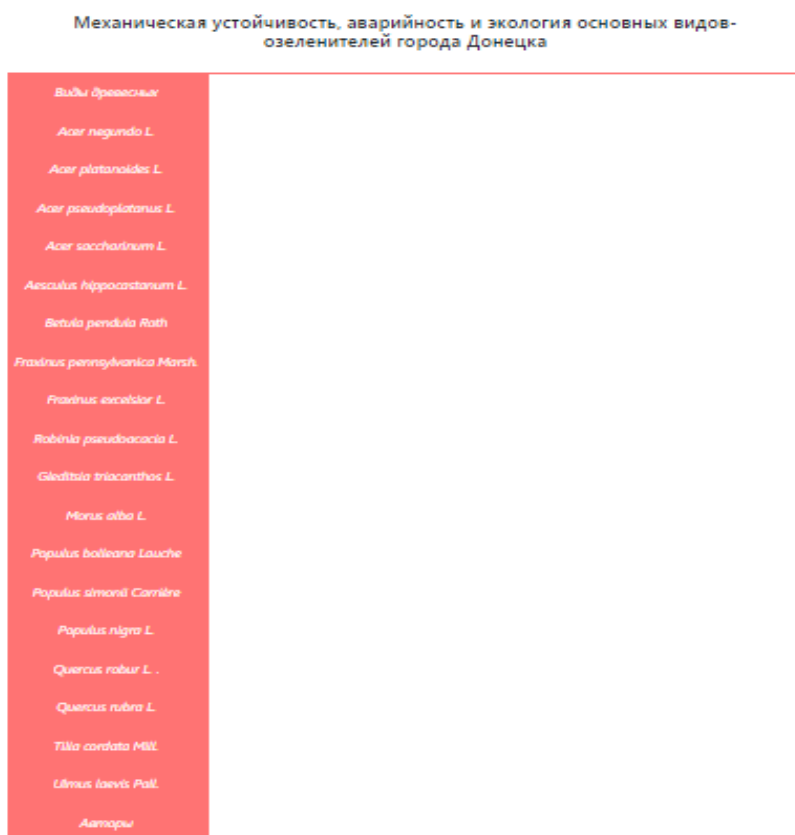 Механическая устойчивость, аварийность и экология основных видов-
озеленителей города Донецка
Виды древесных
Acer negundo L.
Acer platanoides L.
Acer pseudoplatanus L.
Acer saccharinum L.
Aesculus hippocastanum L.
Betula pendula Roth
Fraxinus pennsylvanica Marsh.
Fraxinus excelsior L.
Robinia pseudoacacia L.
Gleditsia triacanthos L.
Morus alba L.
Populus bolleana Lauche
Populus simonii Carrière
Populus nigra L.
Quercus robur L. .
Quercus rubra L.
Tilia cordata Mill.
Ulmus laevis Pall.
Авторы